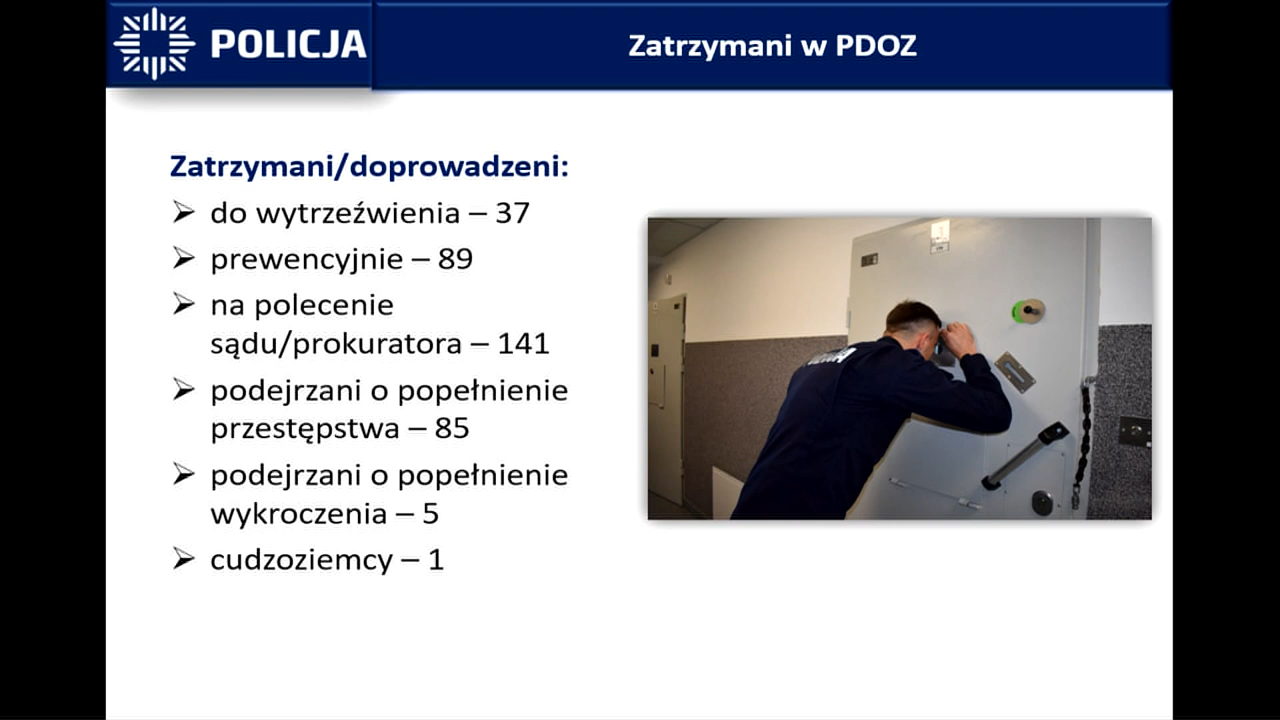 POLICJA
Zatrzymani w PDOZ
Zatrzymani/doprowadzeni:
do wytrzeźwienia – 37
prewencyjnie – 89
na polecenie
sądu/prokuratora – 141
podejrzani o popełnienie
przestępstwa – 85
podejrzani o popełnienie
wykroczenia – 5
cudzoziemcy – 1